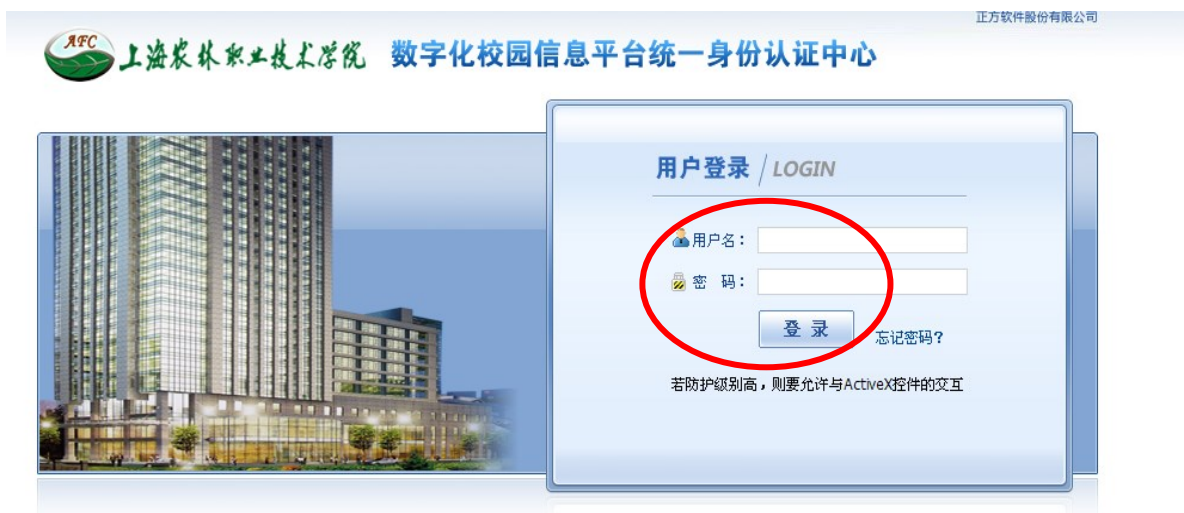 正方软件股份有限公司
AFC
上海农林职业技术学院 数字化校园信息平台统一身份认证中心
用户登录 / LOGIN
用户名：
密 码：
登 录
忘记密码?
若防护级别高，则要允许与ActiveX控件的交互